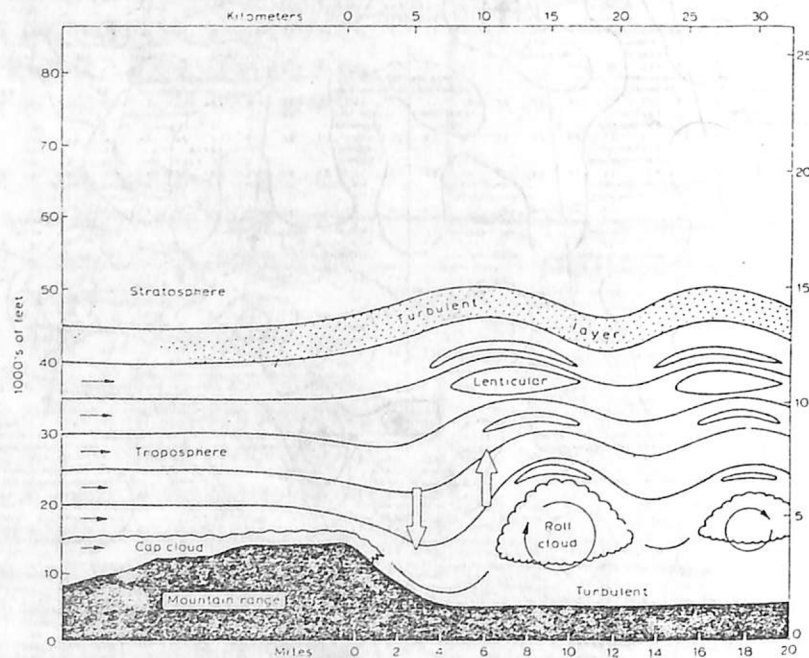 Kilometers 0 5 10 15 20 25 30
80
70
60
50
40
30
20
10
0
1000's of feet
25
20
15
10
5
0
Stratosphere
Turbulent layer
Lenticular
Troposphere
Cap cloud
Roll cloud
Mountain range
Turbulent
Miles 0 2 4 6 8 10 12 14 16 18 20